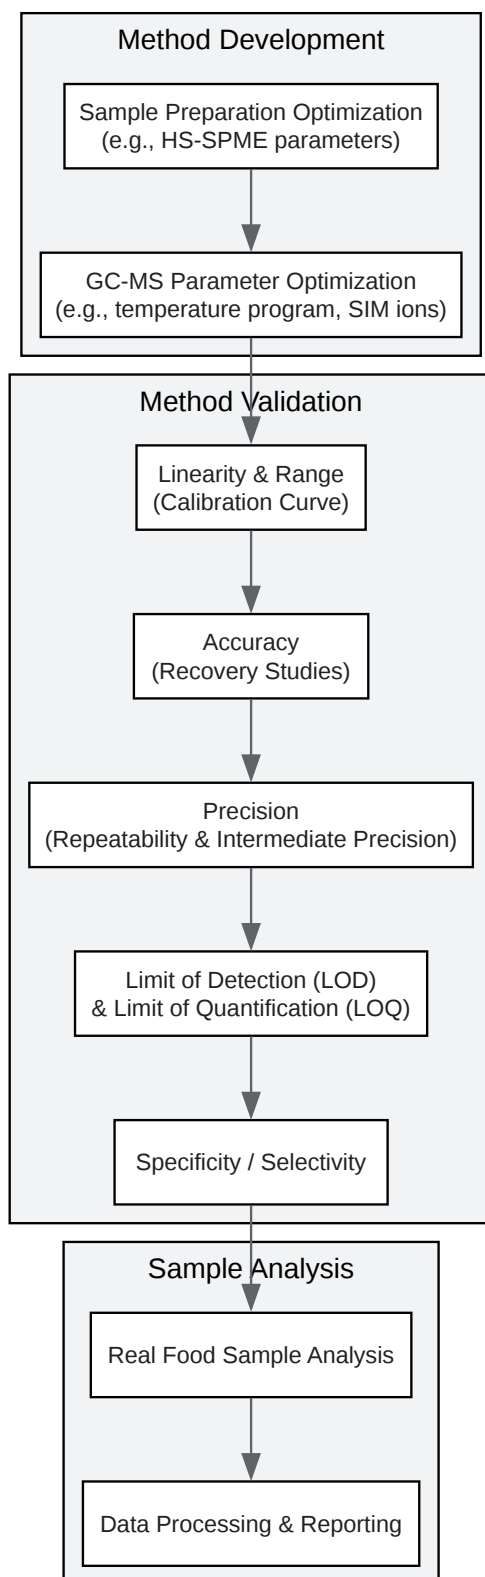 Method Development
Sample Preparation Optimization
(e.g., HS-SPME parameters)
GC-MS Parameter Optimization
(e.g., temperature program, SIM ions)
Method Validation
Linearity & Range
(Calibration Curve)
Accuracy
(Recovery Studies)
Precision
(Repeatability & Intermediate Precision)
Limit of Detection (LOD)
& Limit of Quantification (LOQ)
Specificity / Selectivity
Sample Analysis
Real Food Sample Analysis
Data Processing & Reporting